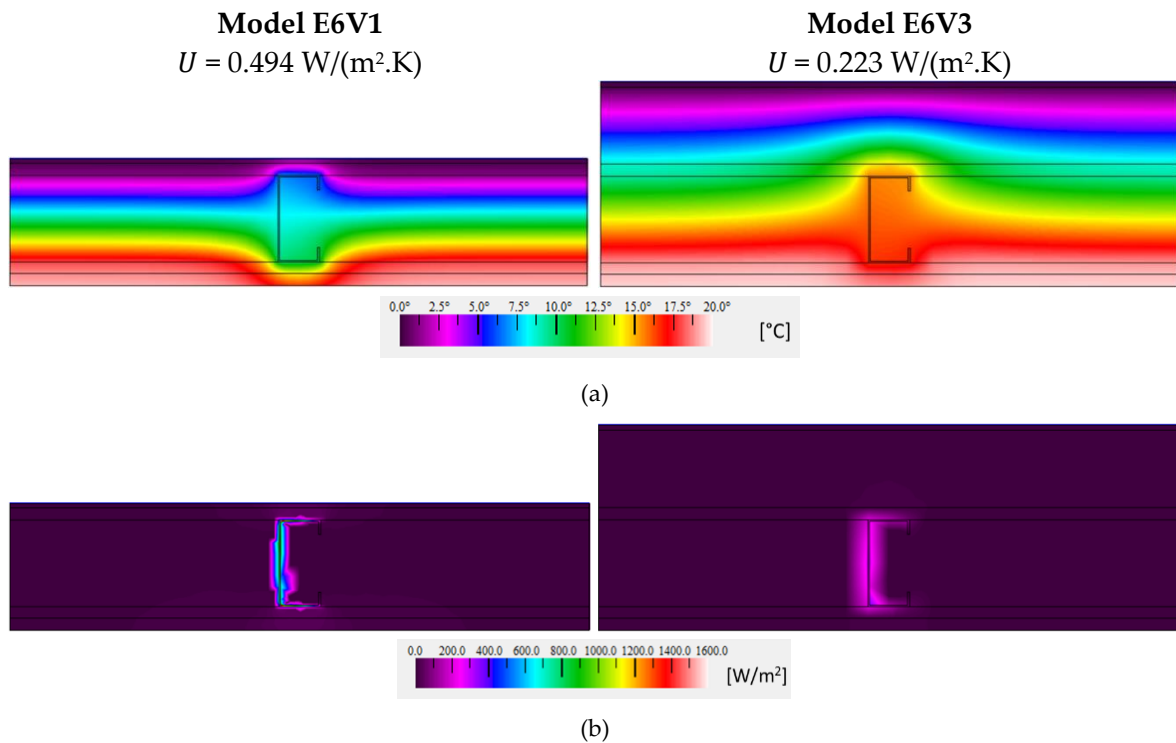 Model E6V1
U = 0.494 W/(m².K)
Model E6V3
U = 0.223 W/(m².K)
0.0° 2.5° 5.0° 7.5° 10.0° 12.5° 15.0° 17.5° 20.0°
[°C]
(a)
0.0 200.0 400.0 600.0 800.0 1000.0 1200.0 1400.0 1600.0
[W/m²]
(b)